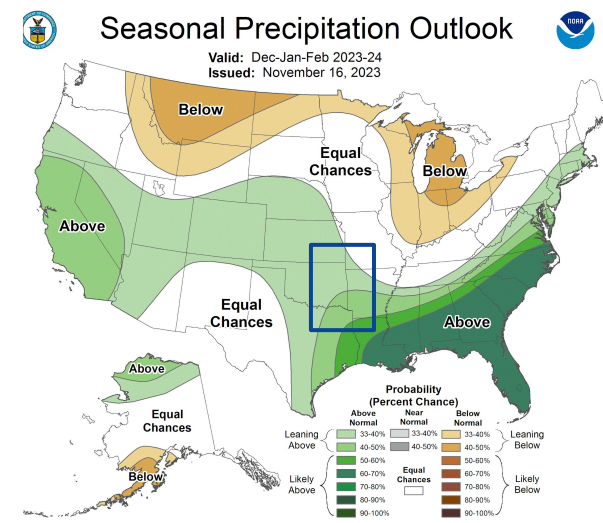 Seasonal Precipitation Outlook
NOAA
Valid: Dec-Jan-Feb 2023-24
Issued: November 16, 2023
Below
Equal
Chances
Below
Above
Equal
Chances
Above
Above
Equal
Chances
Below
Probability
(Percent Chance)
Above
Normal
Near
Normal
Below
Normal
Leaning
Above
33-40%
40-50%
33-40%
40-50%
33-40%
40-50%
Leaning
Below
Likely
Above
50-60%
60-70%
70-80%
80-90%
90-100%
Equal
Chances
50-60%
60-70%
70-80%
80-90%
90-100%
Likely
Below